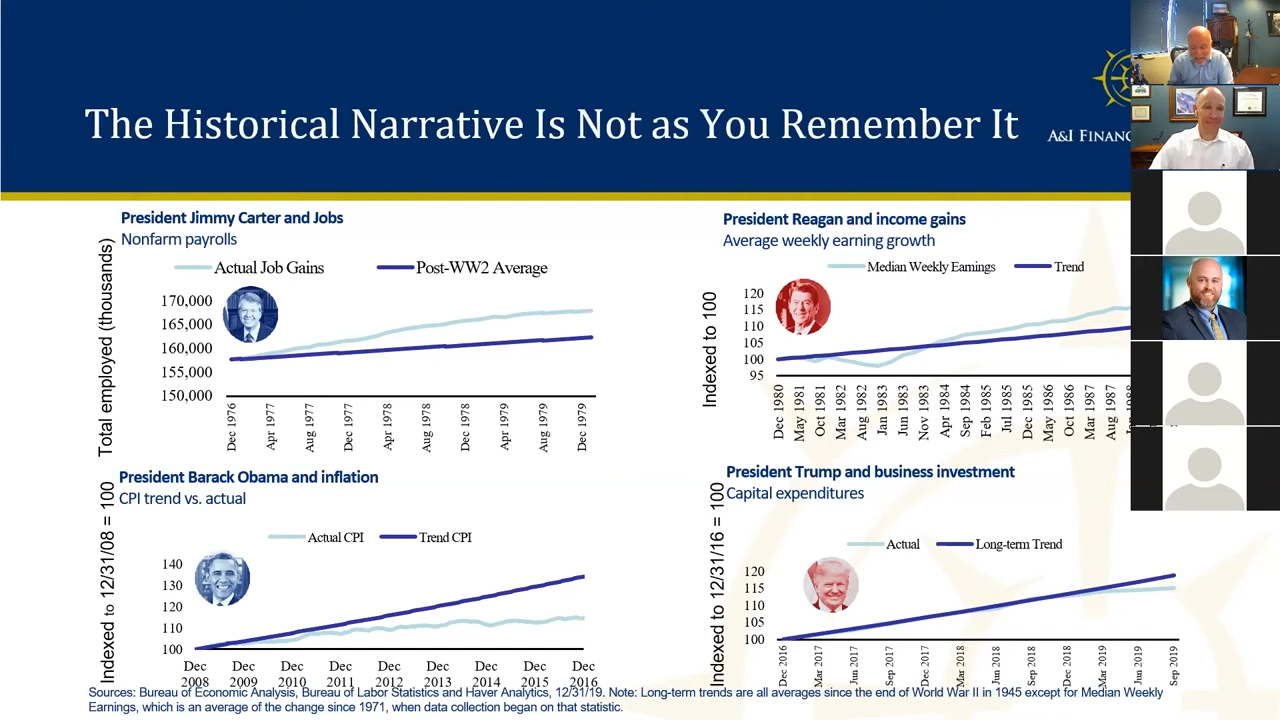 The Historical Narrative Is Not as You Remember It
A&I FINANC
President Jimmy Carter and Jobs
Nonfarm payrolls
Total employed (thousands)
Actual Job Gains
Post-WW2 Average
170,000
165,000
160,000
155,000
150,000
Dec 1976
Apr 1977
Aug 1977
Dec 1977
Apr 1978
Aug 1978
Dec 1978
Apr 1979
Aug 1979
Dec 1979
President Reagan and income gains
Average weekly earning growth
Indexed to 100
Median Weekly Earnings
Trend
120
115
110
105
100
95
Dec 1980
May 1981
Oct 1981
Mar 1982
Aug 1982
Jan 1983
Jun 1983
Nov 1983
Apr 1984
Sep 1984
Feb 1985
Jul 1985
Dec 1985
May 1986
Oct 1986
Mar 1987
Aug 1987
Jan 1988
President Barack Obama and inflation
CPI trend vs. actual
Indexed to 12/31/08 = 100
Actual CPI
Trend CPI
140
130
120
110
100
Dec 2008
Dec 2009
Dec 2010
Dec 2011
Dec 2012
Dec 2013
Dec 2014
Dec 2015
Dec 2016
President Trump and business investment
Capital expenditures
Indexed to 12/31/16 = 100
Actual
Long-term Trend
120
115
110
105
100
Dec 2016
Mar 2017
Jun 2017
Sep 2017
Dec 2017
Mar 2018
Jun 2018
Sep 2018
Dec 2018
Mar 2019
Jun 2019
Sep 2019
Sources: Bureau of Economic Analysis, Bureau of Labor Statistics and Haver Analytics, 12/31/19. Note: Long-term trends are all averages since the end of World War II in 1945 except for Median Weekly
Earnings, which is an average of the change since 1971, when data collection began on that statistic.